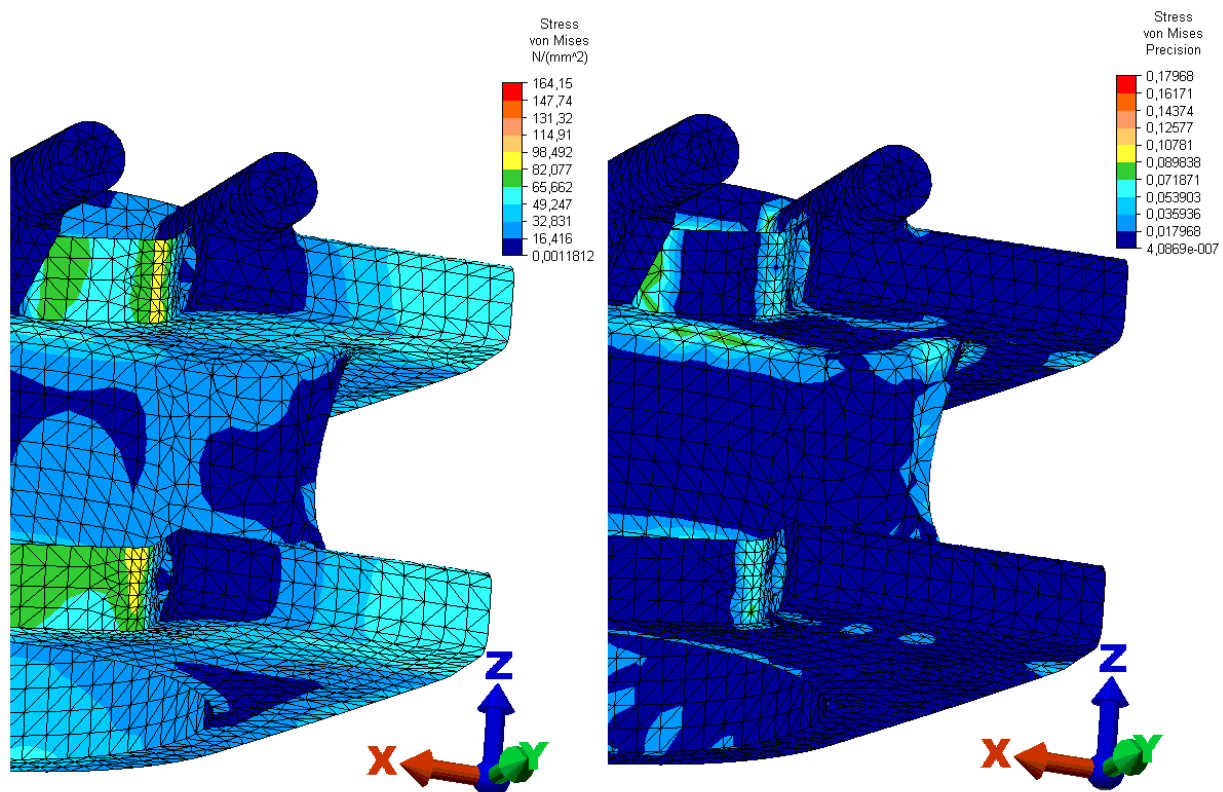 Stress
von Mises
N/(mm^2)
164,15
147,74
131,32
114,91
98,492
82,077
65,662
49,247
32,831
16,416
0,0011812
X
Z
Y
Stress
von Mises
Precision
0,17968
0,16171
0,14374
0,12577
0,10781
0,089838
0,071871
0,053903
0,035936
0,017968
4,0869e-007
X
Z
Y